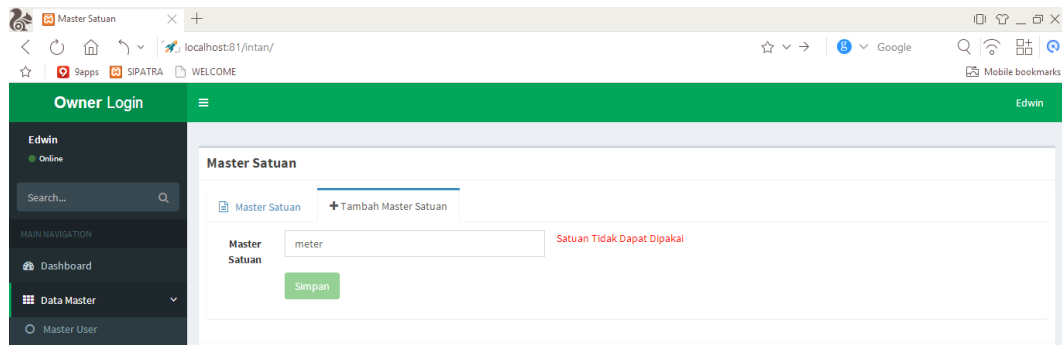 Master Satuan
localhost:81/intan/
Google
9apps SIPATRA WELCOME
Mobile bookmarks
Owner Login
Edwin
Edwin
Online
Search...
MAIN NAVIGATION
Dashboard
Data Master
Master User
Master Satuan
Master Satuan
Tambah Master Satuan
Master Satuan
meter
Satuan Tidak Dapat Dipakai
Simpan